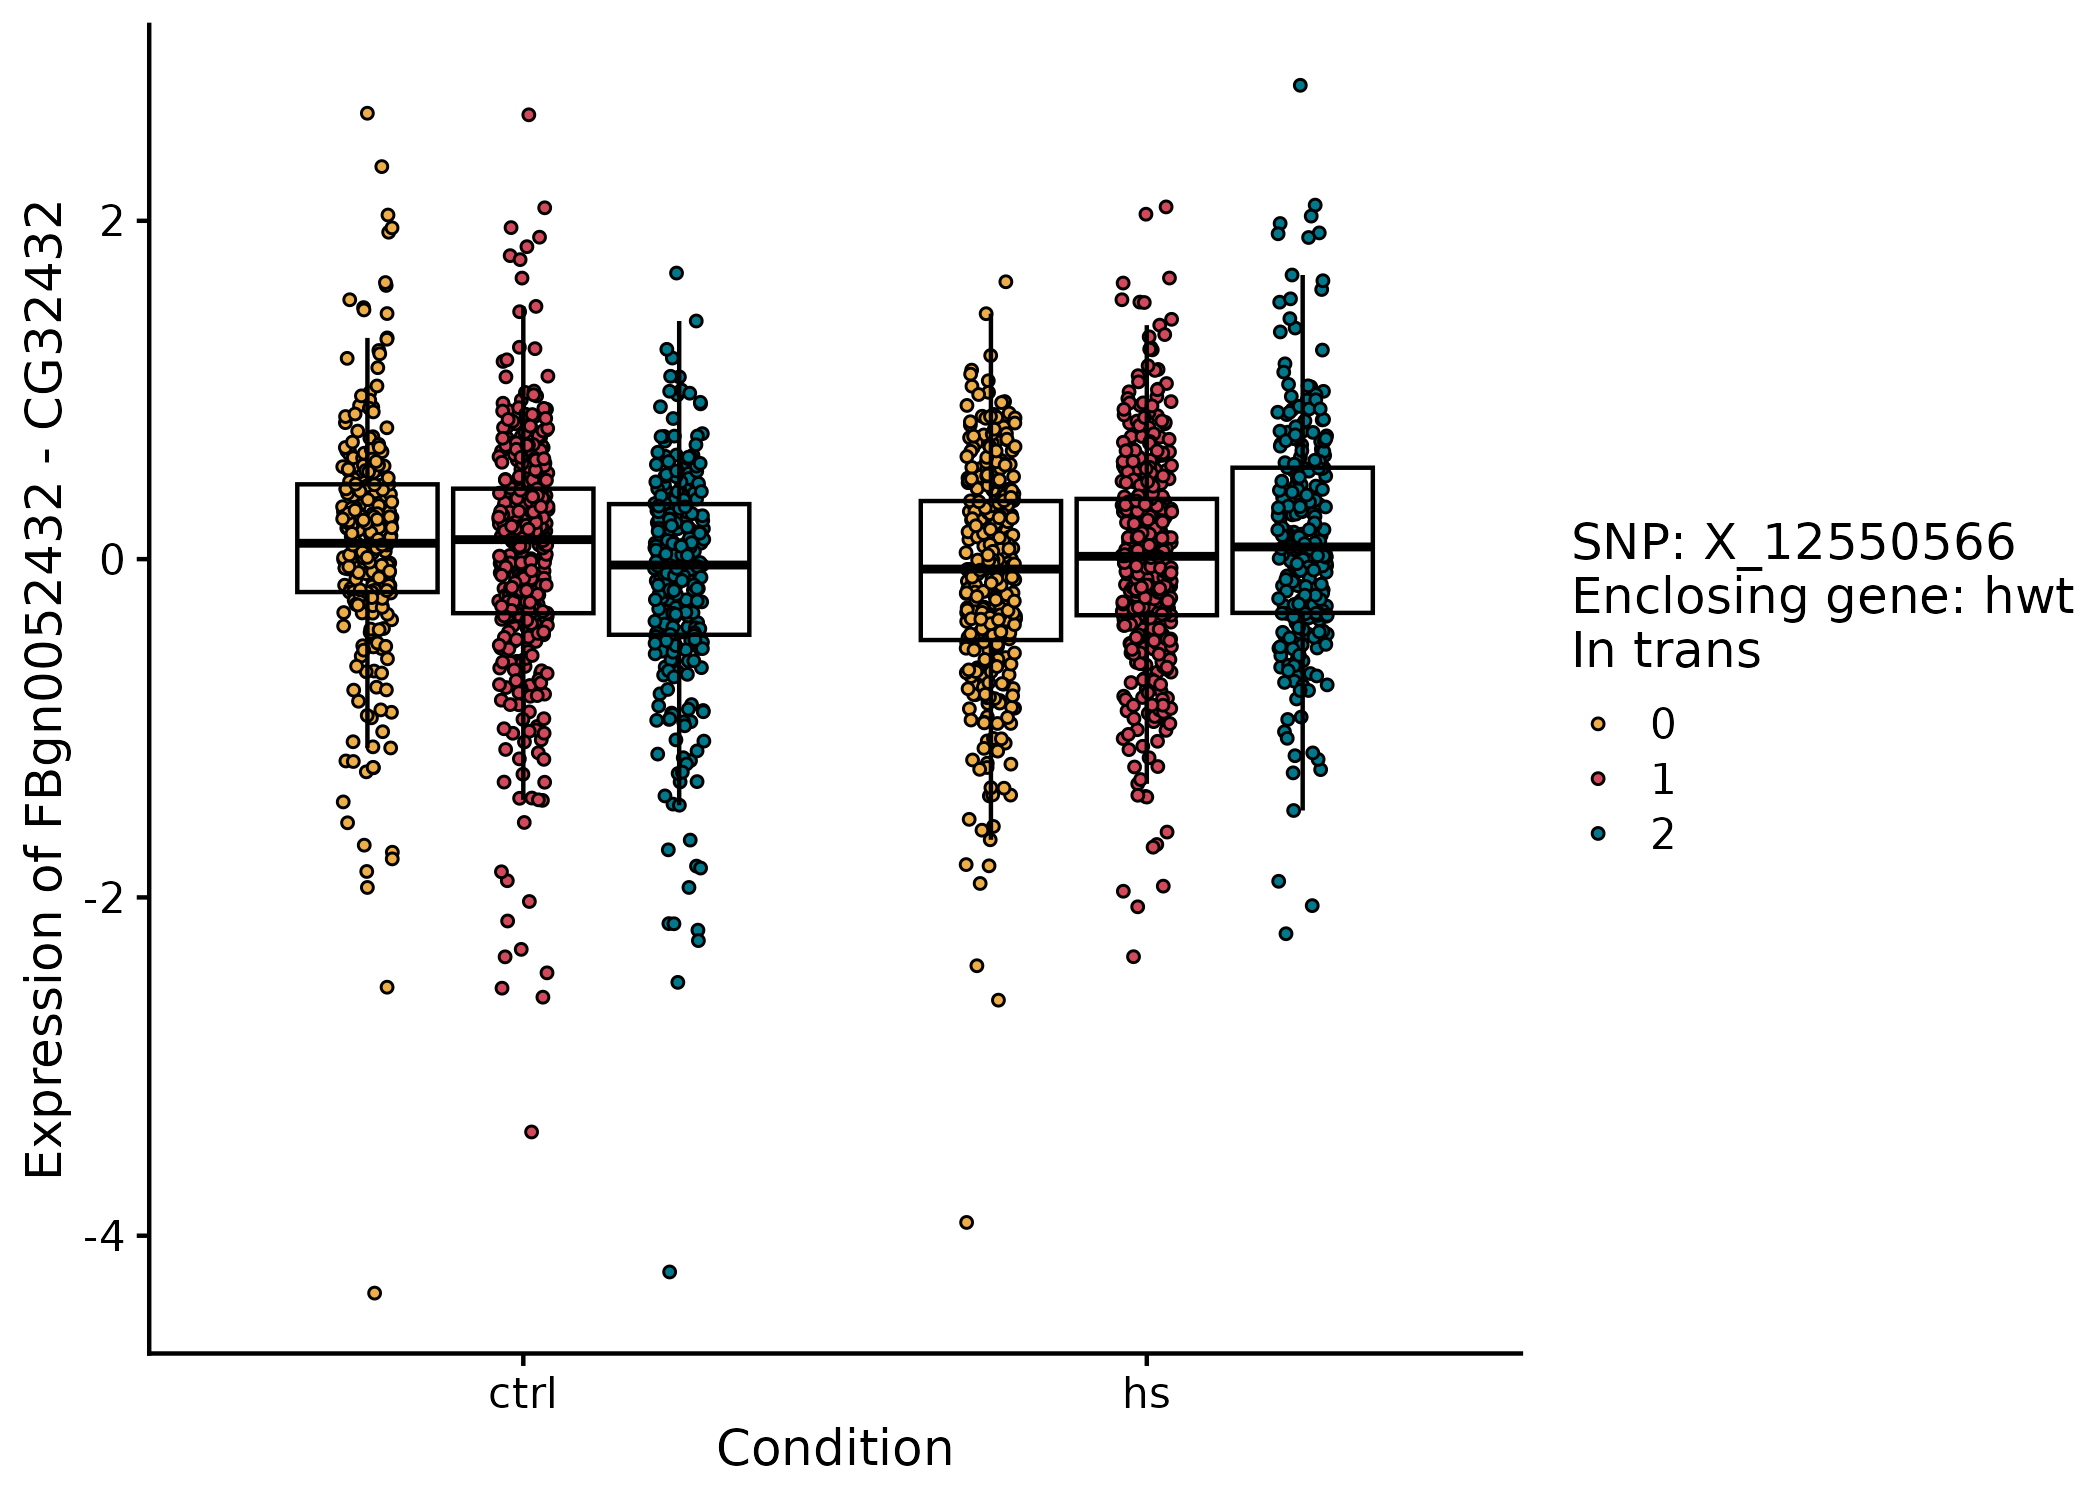 Expression of FBgn0052432 - CG32432
2
0
-2
-4
ctrl
hs
Condition
SNP: X_12550566
Enclosing gene: hwt
In trans
0
1
2